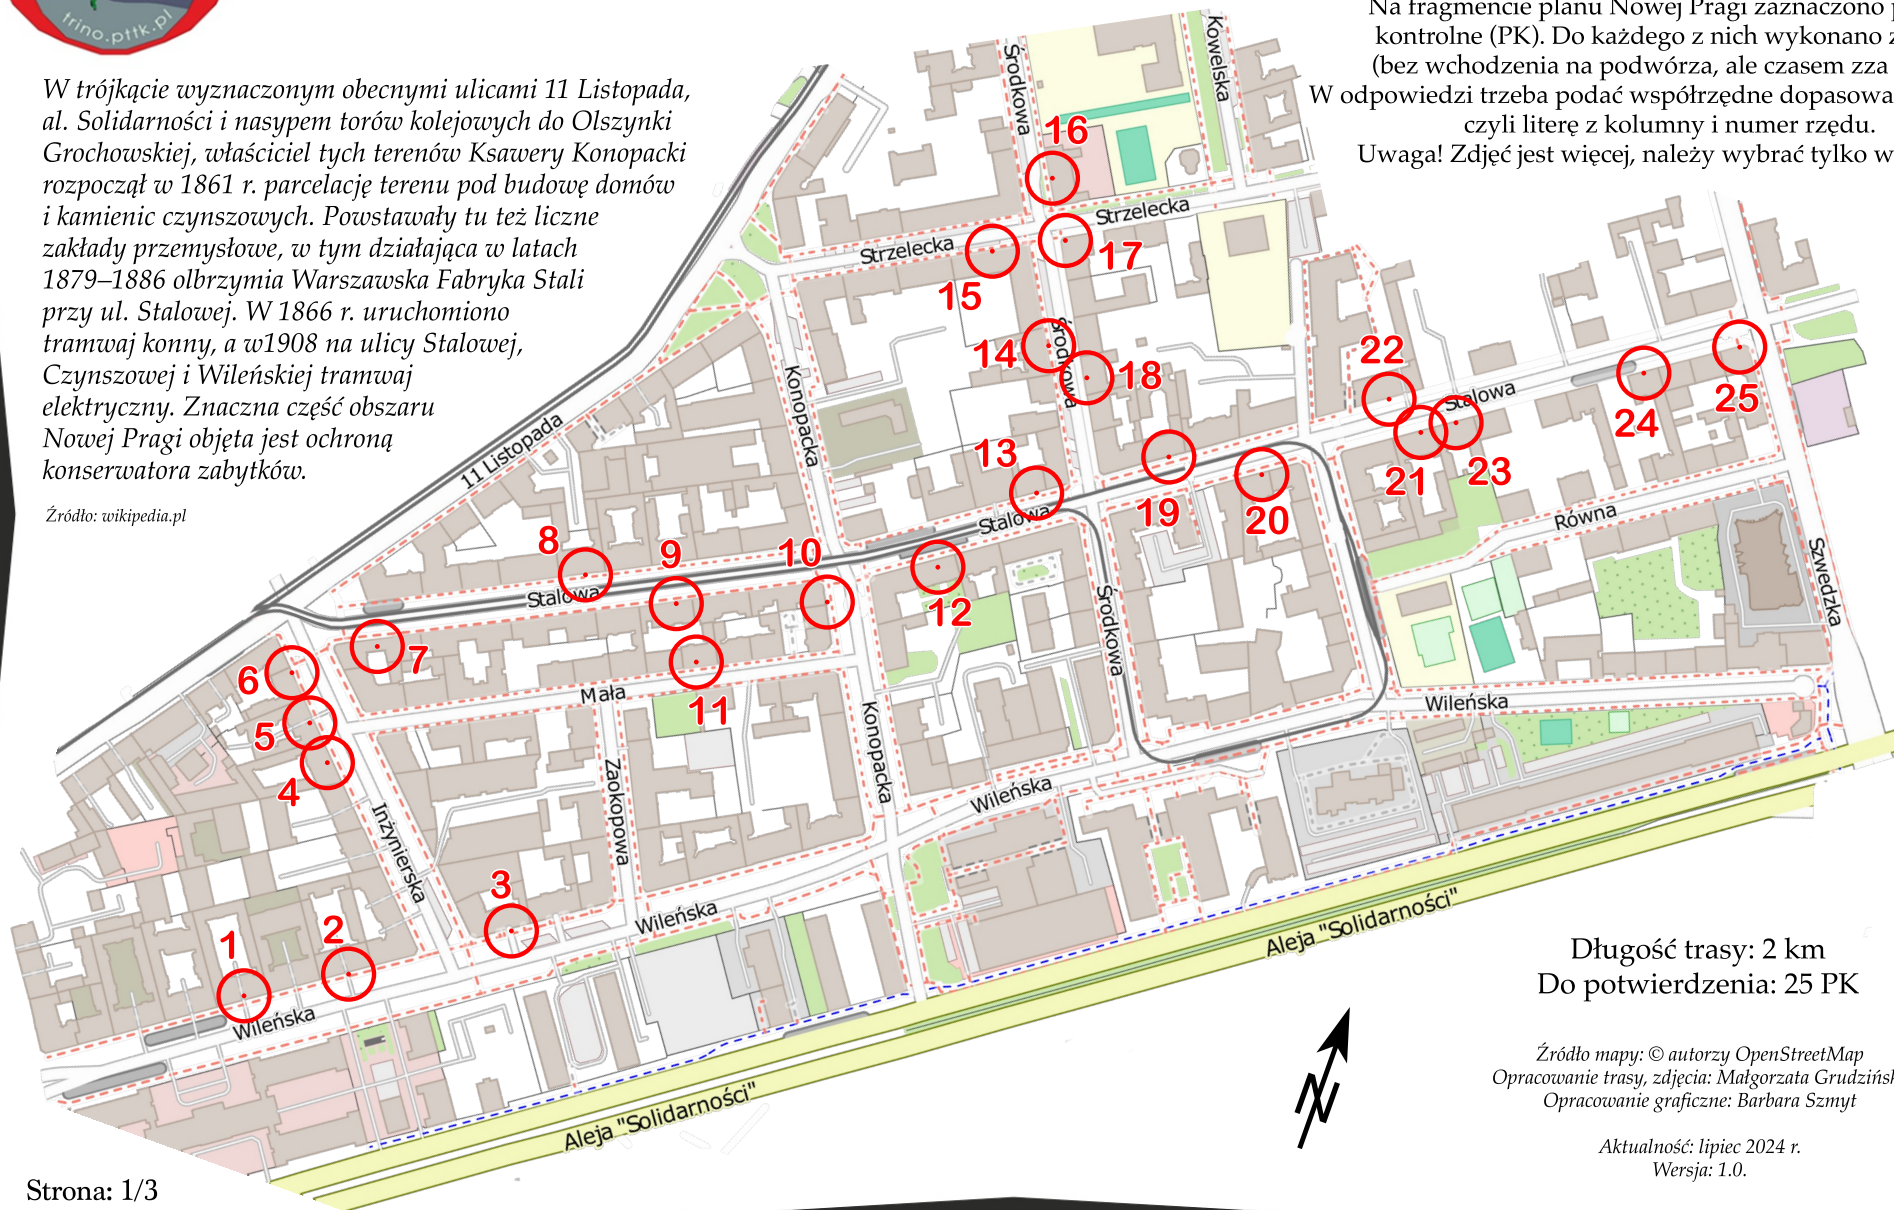 trino.pttk.pl
W trójkącie wyznaczonym obecnymi ulicami 11 Listopada,
al. Solidarności i nasypem torów kolejowych do Olszynki
Grochowskiej, właściciel tych terenów Ksawery Konopacki
rozpoczął w 1861 r. parcelację terenu pod budowę domów
i kamienic czynszowych. Powstawały tu też liczne
zakłady przemysłowe, w tym działająca w latach
1879–1886 olbrzymia Warszawska Fabryka Stali
przy ul. Stalowej. W 1866 r. uruchomiono
tramwaj konny, a w1908 na ulicy Stalowej,
Czynszowej i Wileńskiej tramwaj
elektryczny. Znaczna część obszaru
Nowej Pragi objęta jest ochroną
konserwatora zabytków.
Źródło: wikipedia.pl
Na fragmencie planu Nowej Pragi zaznaczono
kontrolne (PK). Do każdego z nich wykonano
(bez wchodzenia na podwórza, ale czasem zza
W odpowiedzi trzeba podać współrzędne
czyli literę z kolumny i numer rzędu.
Uwaga! Zdjęć jest więcej, należy wybrać tylko
Środkowa
Kowelska
16
Strzelecka
Strzelecka
17
15
14
Środkowa
18
22
Stalowa
24
25
Konopacka
11 Listopada
13
21
23
19
20
Równa
Szwedzka
8
9
10
Stalowa
Stalowa
12
Środkowa
6
7
Mała
11
5
4
Konopacka
Wileńska
Zaokopowa
Inżynierska
Wileńska
3
Wileńska
1
2
Wileńska
Aleja "Solidarności"
Aleja "Solidarności"
N
Długość trasy: 2 km
Do potwierdzenia: 25 PK
Źródło mapy: © autorzy OpenStreetMap
Opracowanie trasy, zdjęcia: Małgorzata
Opracowanie graficzne: Barbara Szmyt
Aktualność: lipiec 2024 r.
Wersja: 1.0.
Strona: 1/3